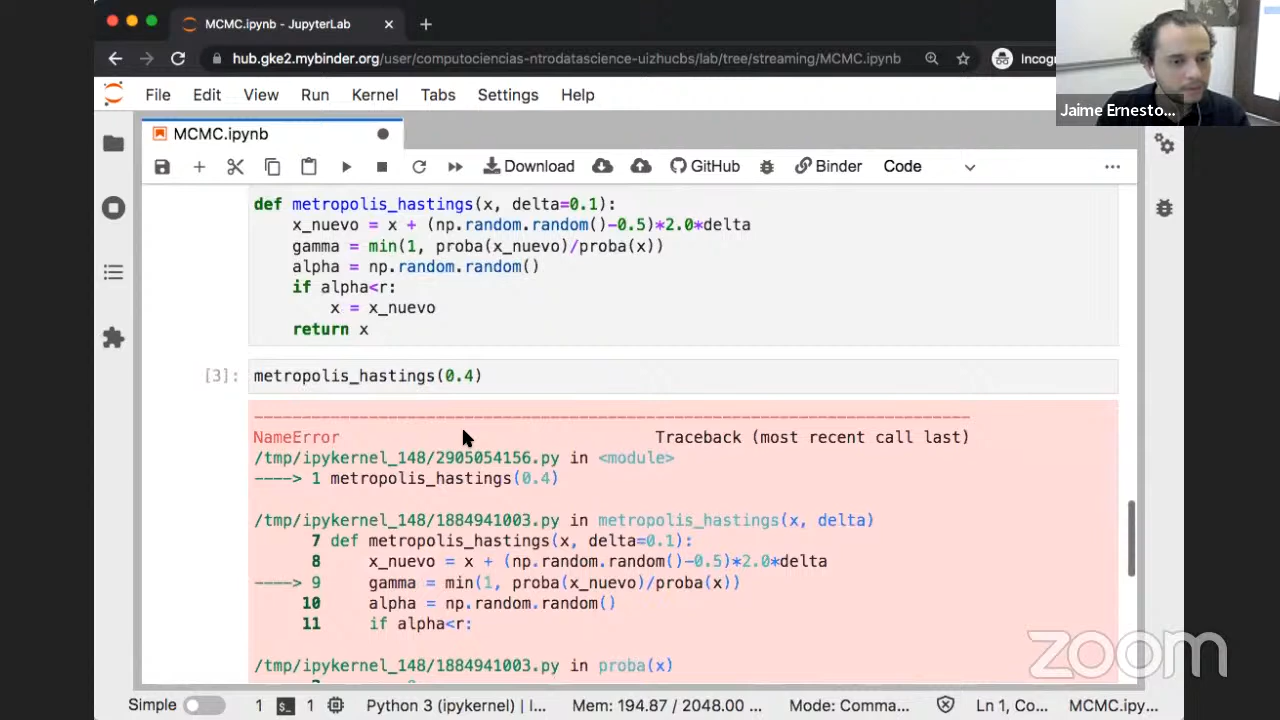 MCMC.ipynb - JupyterLab
hub.gke2.mybinder.org/user/computociencias-ntrodatascience-uizhucbs/lab/tree/streaming/MCMC.ipynb
Incogn
Jaime Ernesto...
File Edit View Run Kernel Tabs Settings Help
MCMC.ipynb
Download GitHub Binder Code
def metropolis_hastings(x, delta=0.1):
x_nuevo = x + (np.random.random()-0.5)*2.0*delta
gamma = min(1, proba(x_nuevo)/proba(x))
alpha = np.random.random()
if alpha<r:
x = x_nuevo
return x
[3]: metropolis_hastings(0.4)
---------------------------------------------------------------------------
NameError Traceback (most recent call last)
/tmp/ipykernel_148/2905054156.py in <module>
----> 1 metropolis_hastings(0.4)
/tmp/ipykernel_148/1884941003.py in metropolis_hastings(x, delta)
7 def metropolis_hastings(x, delta=0.1):
8 x_nuevo = x + (np.random.random()-0.5)*2.0*delta
----> 9 gamma = min(1, proba(x_nuevo)/proba(x))
10 alpha = np.random.random()
11 if alpha<r:
/tmp/ipykernel_148/1884941003.py in proba(x)
zoom
Simple 1 1 Python 3 (ipykernel) | I... Mem: 194.87 / 2048.00 ... Mode: Comma... Ln 1, Co... MCMC.ipy...